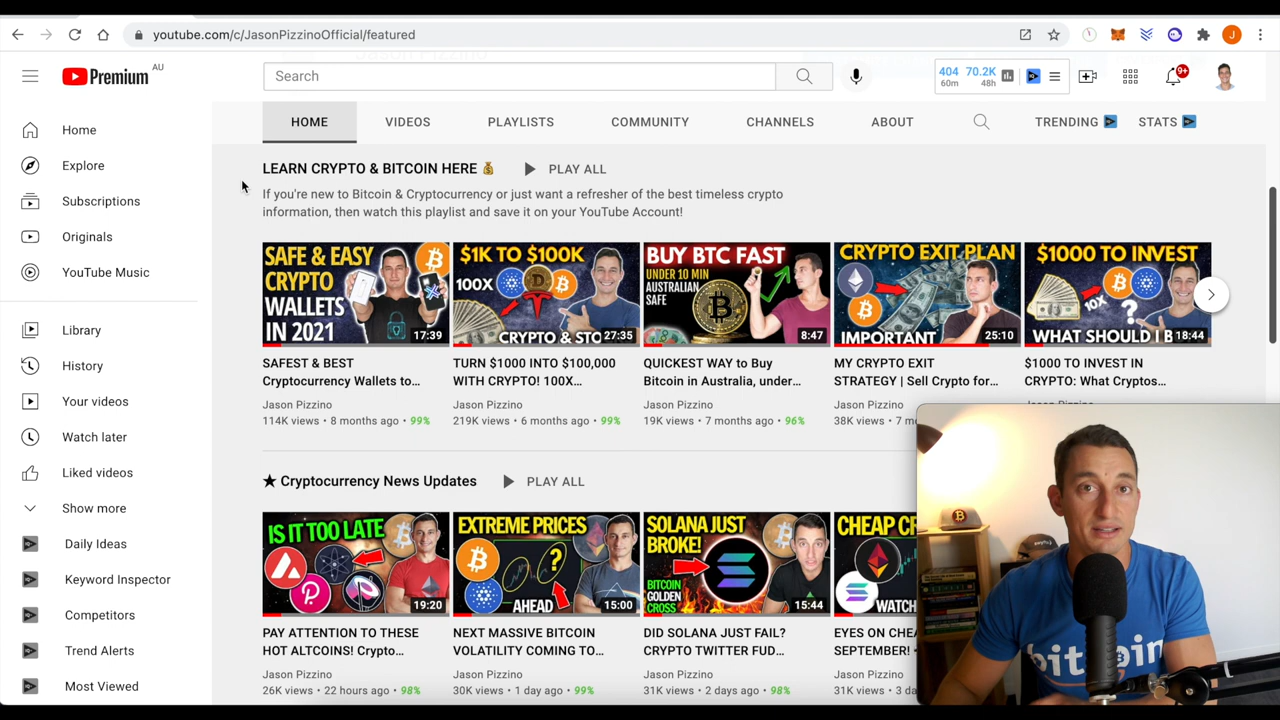 youtube.com/c/JasonPizzinoOfficial/featured
J
Premium AU
Search
404 70.2K
60m 48h
9+
HOME VIDEOS PLAYLISTS COMMUNITY CHANNELS ABOUT TRENDING STATS
Home
Explore
Subscriptions
Originals
YouTube Music
Library
History
Your videos
Watch later
Liked videos
Show more
Daily Ideas
Keyword Inspector
Competitors
Trend Alerts
Most Viewed
LEARN CRYPTO & BITCOIN HERE 💰 PLAY ALL
If you're new to Bitcoin & Cryptocurrency or just want a refresher of the best timeless crypto
information, then watch this playlist and save it on your YouTube Account!
SAFE & EASY
CRYPTO
WALLETS
IN 2021
17:39
SAFEST & BEST
Cryptocurrency Wallets to...
Jason Pizzino
114K views • 8 months ago • 99%
$1K TO $100K
100X
CRYPTO & STO
27:35
TURN $1000 INTO $100,000
WITH CRYPTO! 100X...
Jason Pizzino
219K views • 6 months ago • 99%
BUY BTC FAST
UNDER 10 MIN
AUSTRALIAN
SAFE
8:47
QUICKEST WAY to Buy
Bitcoin in Australia, under...
Jason Pizzino
19K views • 7 months ago • 96%
CRYPTO EXIT PLAN
IMPORTANT
25:10
MY CRYPTO EXIT
STRATEGY | Sell Crypto for...
Jason Pizzino
38K views • 7 mo
$1000 TO INVEST
10X
?
WHAT SHOULD I B
18:44
$1000 TO INVEST IN
CRYPTO: What Cryptos...
★ Cryptocurrency News Updates PLAY ALL
IS IT TOO LATE
19:20
PAY ATTENTION TO THESE
HOT ALTCOINS! Crypto...
Jason Pizzino
26K views • 22 hours ago • 98%
EXTREME PRICES
?
AHEAD
15:00
NEXT MASSIVE BITCOIN
VOLATILITY COMING TO...
Jason Pizzino
30K views • 1 day ago • 99%
SOLANA JUST
BROKE!
BITCOIN
GOLDEN
CROSS
15:44
DID SOLANA JUST FAIL?
CRYPTO TWITTER FUD...
Jason Pizzino
31K views • 2 days ago • 98%
CHEAP CR
WATCH
EYES ON CHEA
SEPTEMBER! •
Jason Pizzino
31K views • 3 da
bitcoin